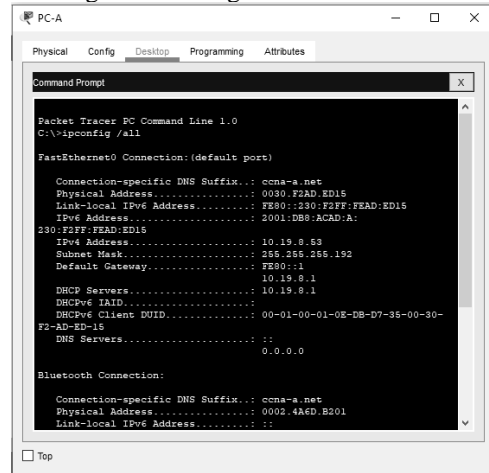 PC-A
Physical Config Desktop Programming Attributes
Command Prompt X
Packet Tracer PC Command Line 1.0
C:\>ipconfig /all
FastEthernet0 Connection:(default port)
Connection-specific DNS Suffix..: ccna-a.net
Physical Address................: 0030.F2AD.ED15
Link-local IPv6 Address.........: FE80::230:F2FF:FEAD:ED15
IPv6 Address....................: 2001:DB8:ACAD:A:
230:F2FF:FEAD:ED15
IPv4 Address....................: 10.19.8.53
Subnet Mask.....................: 255.255.255.192
Default Gateway.................: FE80::1
10.19.8.1
DHCP Servers....................: 10.19.8.1
DHCPv6 IAID.....................:
DHCPv6 Client DUID..............: 00-01-00-01-0E-DB-D7-35-00-30-
F2-AD-ED-15
DNS Servers.....................: ::
0.0.0.0
Bluetooth Connection:
Connection-specific DNS Suffix..: ccna-a.net
Physical Address................: 0002.4A6D.B201
Link-local IPv6 Address.........: ::
Top